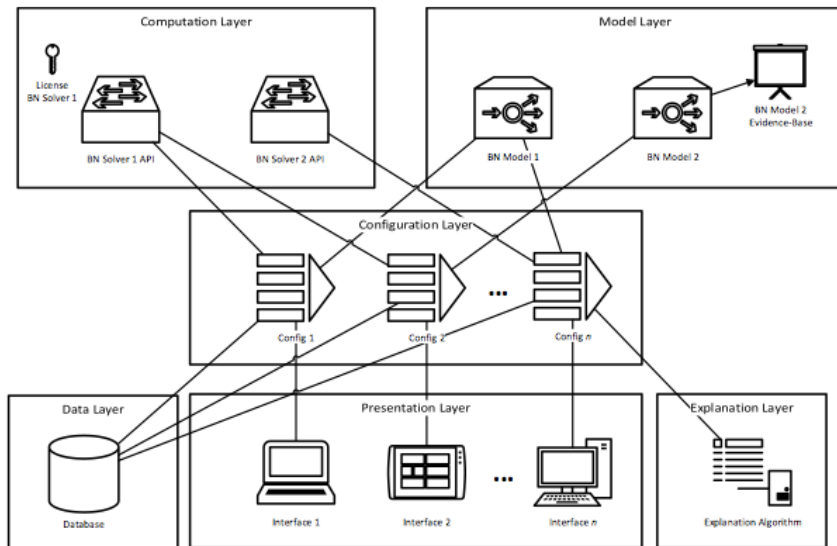 Computation Layer
Model Layer
License
BN Solver 1
BN Solver 1 API
BN Solver 2 API
BN Model 1
BN Model 2
BN Model 2
Evidence-Base
Configuration Layer
...
Config 1
Config 2
Config n
Data Layer
Presentation Layer
Explanation Layer
...
Database
Interface 1
Interface 2
Interface n
Explanation Algorithm